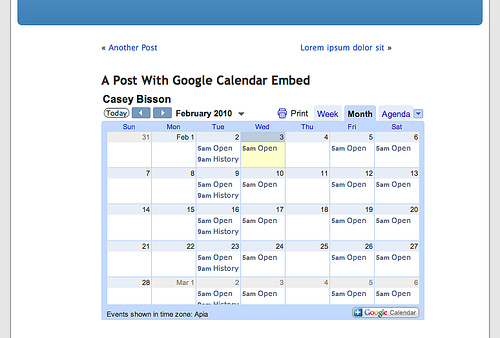 « Another Post Lorem ipsum dolor sit »
A Post With Google Calendar Embed
Casey Bisson
Today February 2010 Print Week Month Agenda
Sun Mon Tue Wed Thu Fri Sat
31 Feb 1 2 3 4 5 6
5am Open 5am Open 5am Open 5am Open
9am History
7 8 9 10 11 12 13
5am Open 5am Open 5am Open 5am Open
9am History
14 15 16 17 18 19 20
5am Open 5am Open 5am Open 5am Open
9am History
21 22 23 24 25 26 27
5am Open 5am Open 5am Open 5am Open
9am History
28 Mar 1 2 3 4 5 6
5am Open 5am Open 5am Open 5am Open
9am History
Events shown in time zone: Apia Google Calendar